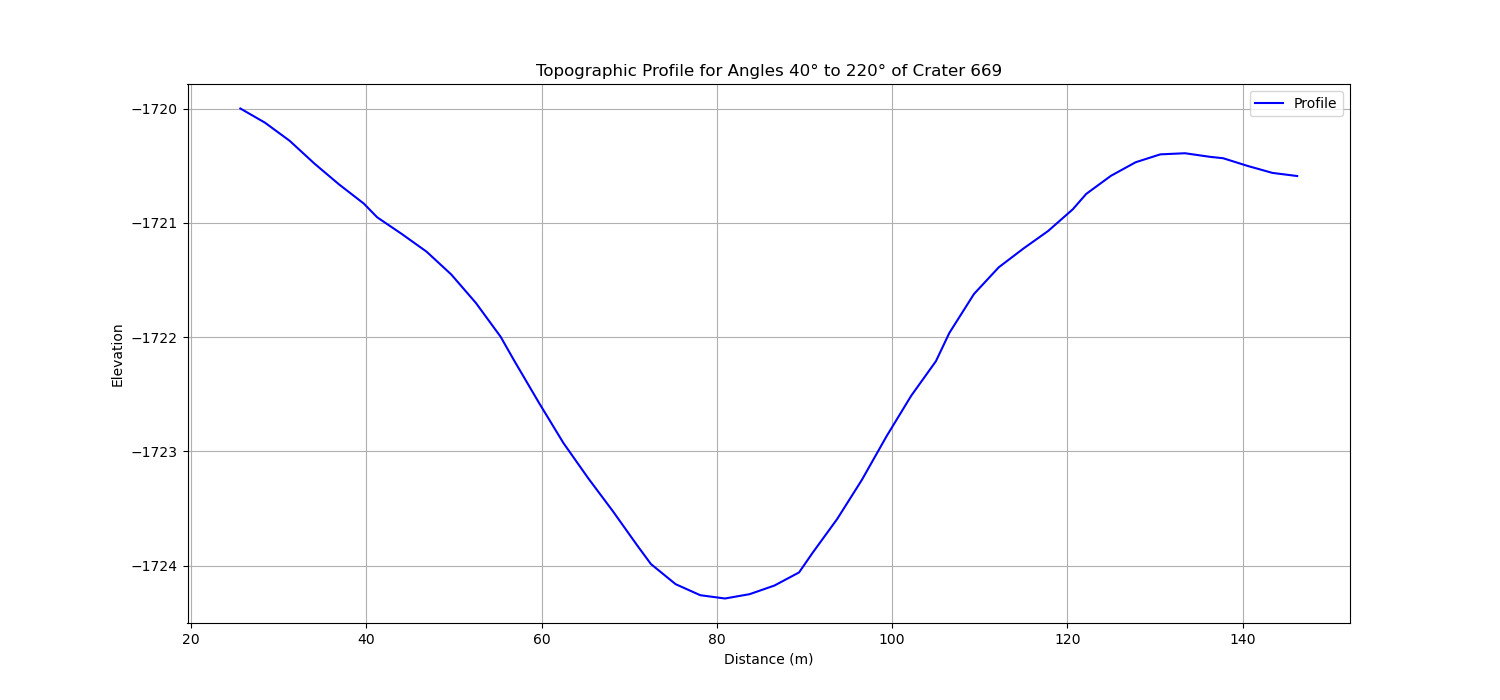 Topographic Profile for Angles 40° to 220° of Crater 669
Profile
−1720
−1721
−1722
−1723
−1724
Elevation
20 40 60 80 100 120 140
Distance (m)